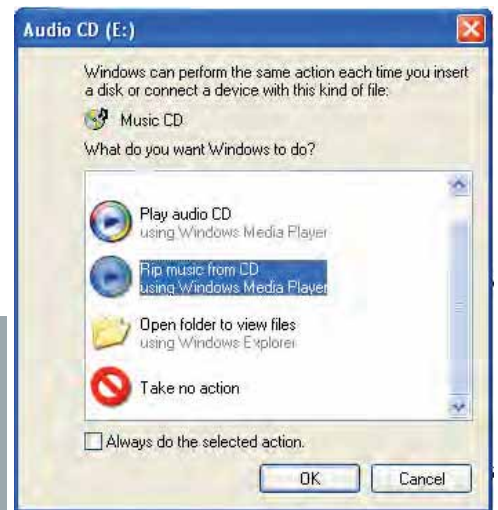 Audio CD (E:)
Windows can perform the same action each time you insert
a disk or connect a device with this kind of file:
Music CD
What do you want Windows to do?
Play audio CD
using Windows Media Player
Rip music from CD
using Windows Media Player
Open folder to view files
using Windows Explorer
Take no action
Always do the selected action.
OK Cancel